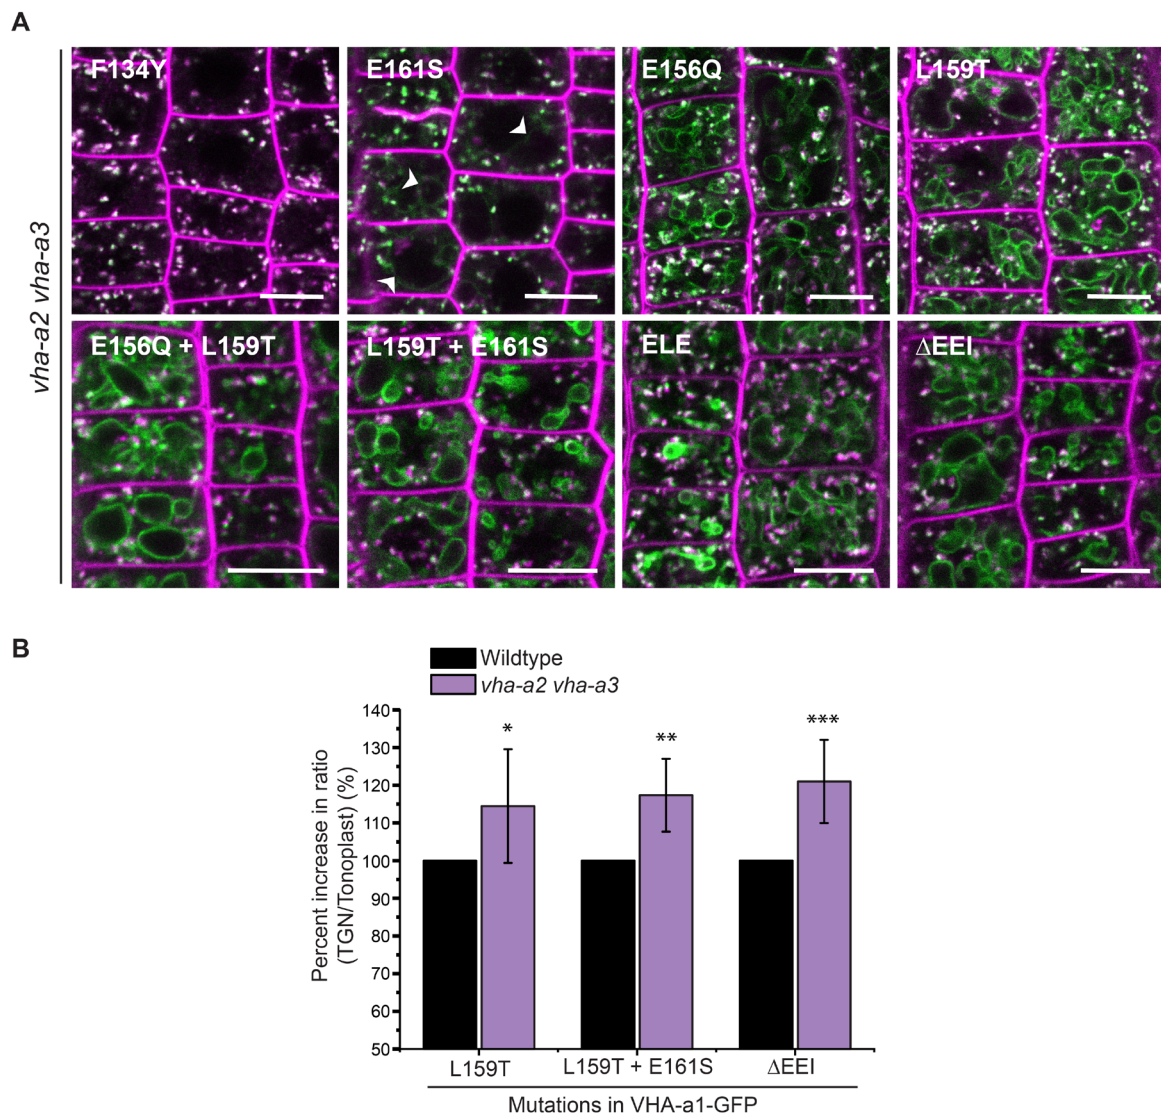 A
vha-a2 vha-a3
F134Y
E161S
E156Q
L159T
E156Q + L159T
L159T + E161S
ELE
ΔEEI
B
Wildtype
vha-a2 vha-a3
Percent increase in ratio
(TGN/Tonoplast) (%)
140
130
120
110
100
90
80
70
60
50
*
**
***
L159T
L159T + E161S
ΔEEI
Mutations in VHA-a1-GFP